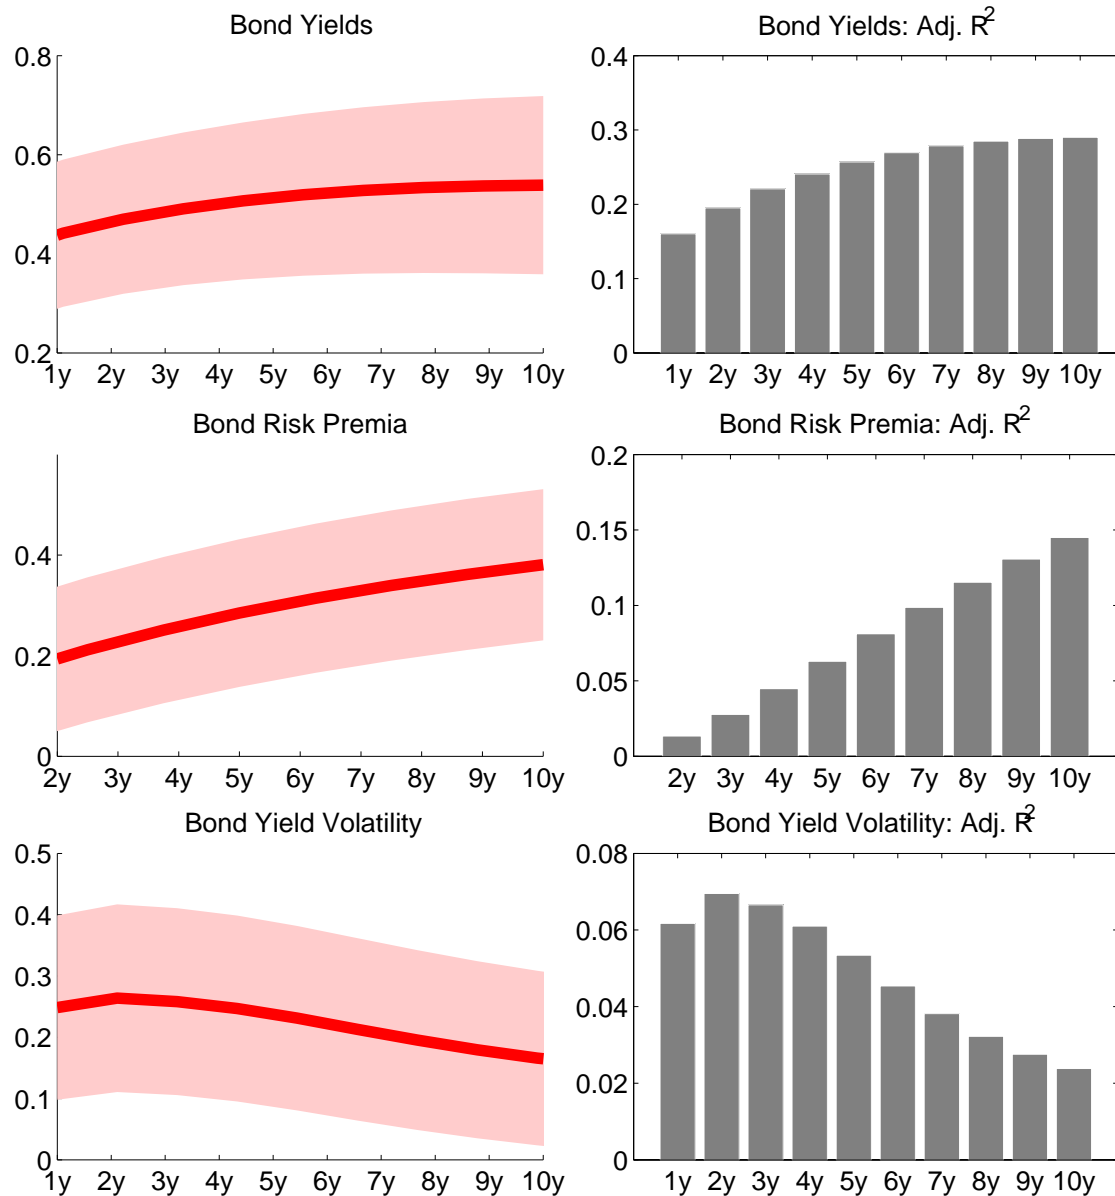 Bond Yields
0.8
0.6
0.4
0.2
1y 2y 3y 4y 5y 6y 7y 8y 9y 10y
Bond Yields: Adj. R²
0.4
0.3
0.2
0.1
0
1y 2y 3y 4y 5y 6y 7y 8y 9y 10y
Bond Risk Premia
0.4
0.2
0
2y 3y 4y 5y 6y 7y 8y 9y 10y
Bond Risk Premia: Adj. R²
0.2
0.15
0.1
0.05
0
2y 3y 4y 5y 6y 7y 8y 9y 10y
Bond Yield Volatility
0.5
0.4
0.3
0.2
0.1
0
1y 2y 3y 4y 5y 6y 7y 8y 9y 10y
Bond Yield Volatility: Adj. R²
0.08
0.06
0.04
0.02
0
1y 2y 3y 4y 5y 6y 7y 8y 9y 10y